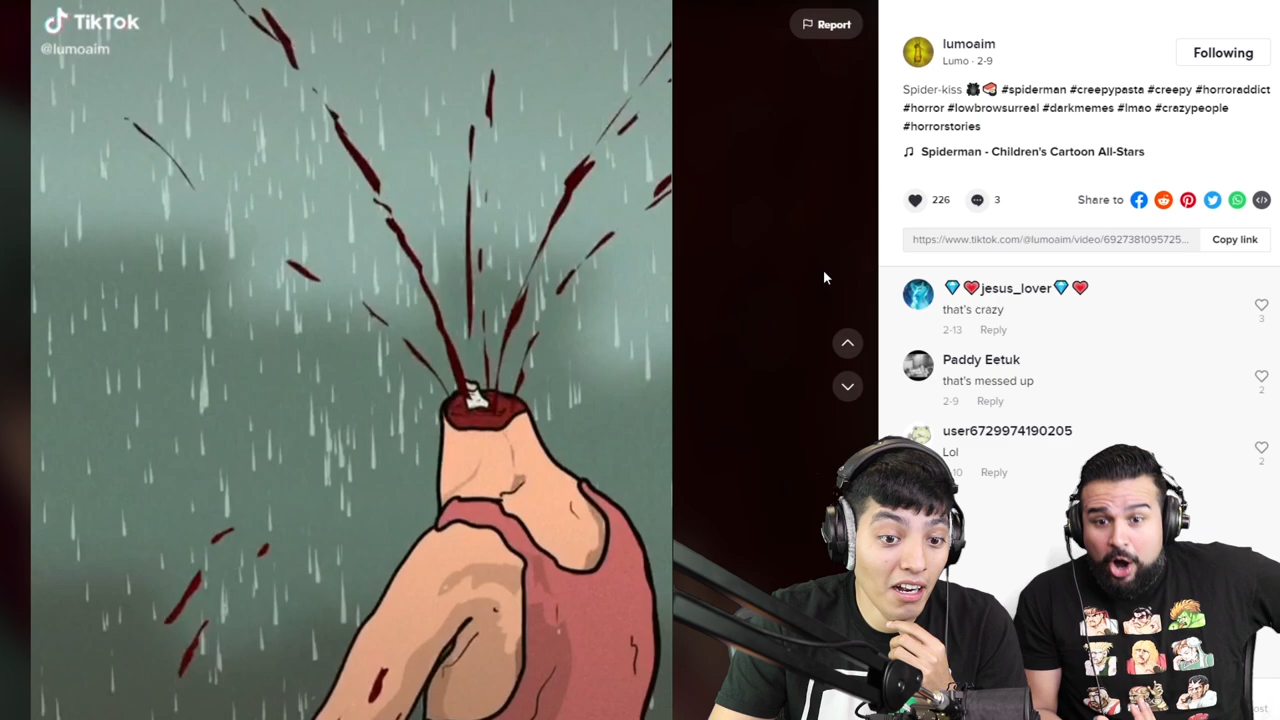 TikTok
@lumoaim
Report
lumoaim
Lumo · 2-9
Following
Spider-kiss 🕷🥩 #spiderman #creepypasta #creepy #horroraddict
#horror #lowbrowsurreal #darkmemes #lmao #crazypeople
#horrorstories
Spiderman - Children's Cartoon All-Stars
226
3
Share to
https://www.tiktok.com/@lumoaim/video/6927381095725...
Copy link
💎❤️jesus_lover💎❤️
that's crazy
2-13 Reply
3
Paddy Eetuk
that's messed up
2-9 Reply
2
user6729974190205
Lol
10 Reply
2